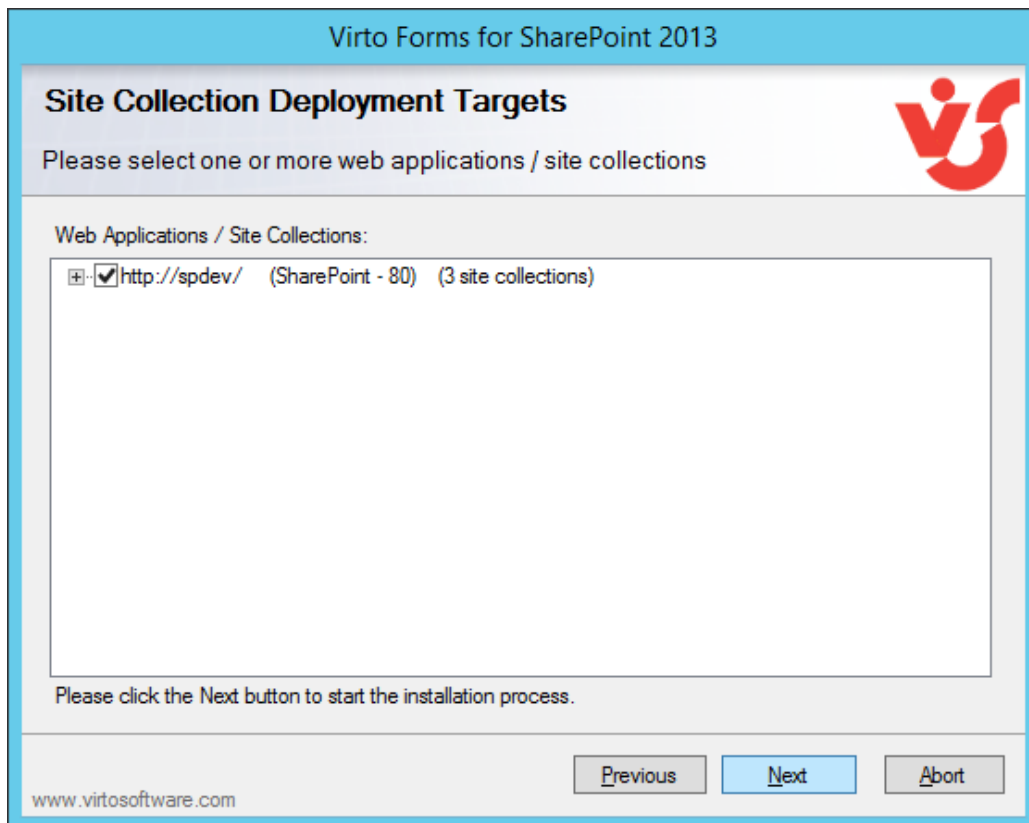 Virto Forms for SharePoint 2013
Site Collection Deployment Targets
Please select one or more web applications / site collections
Web Applications / Site Collections:
http://spdev/ (SharePoint - 80) (3 site collections)
Please click the Next button to start the installation process.
Previous Next Abort
www.virtosoftware.com